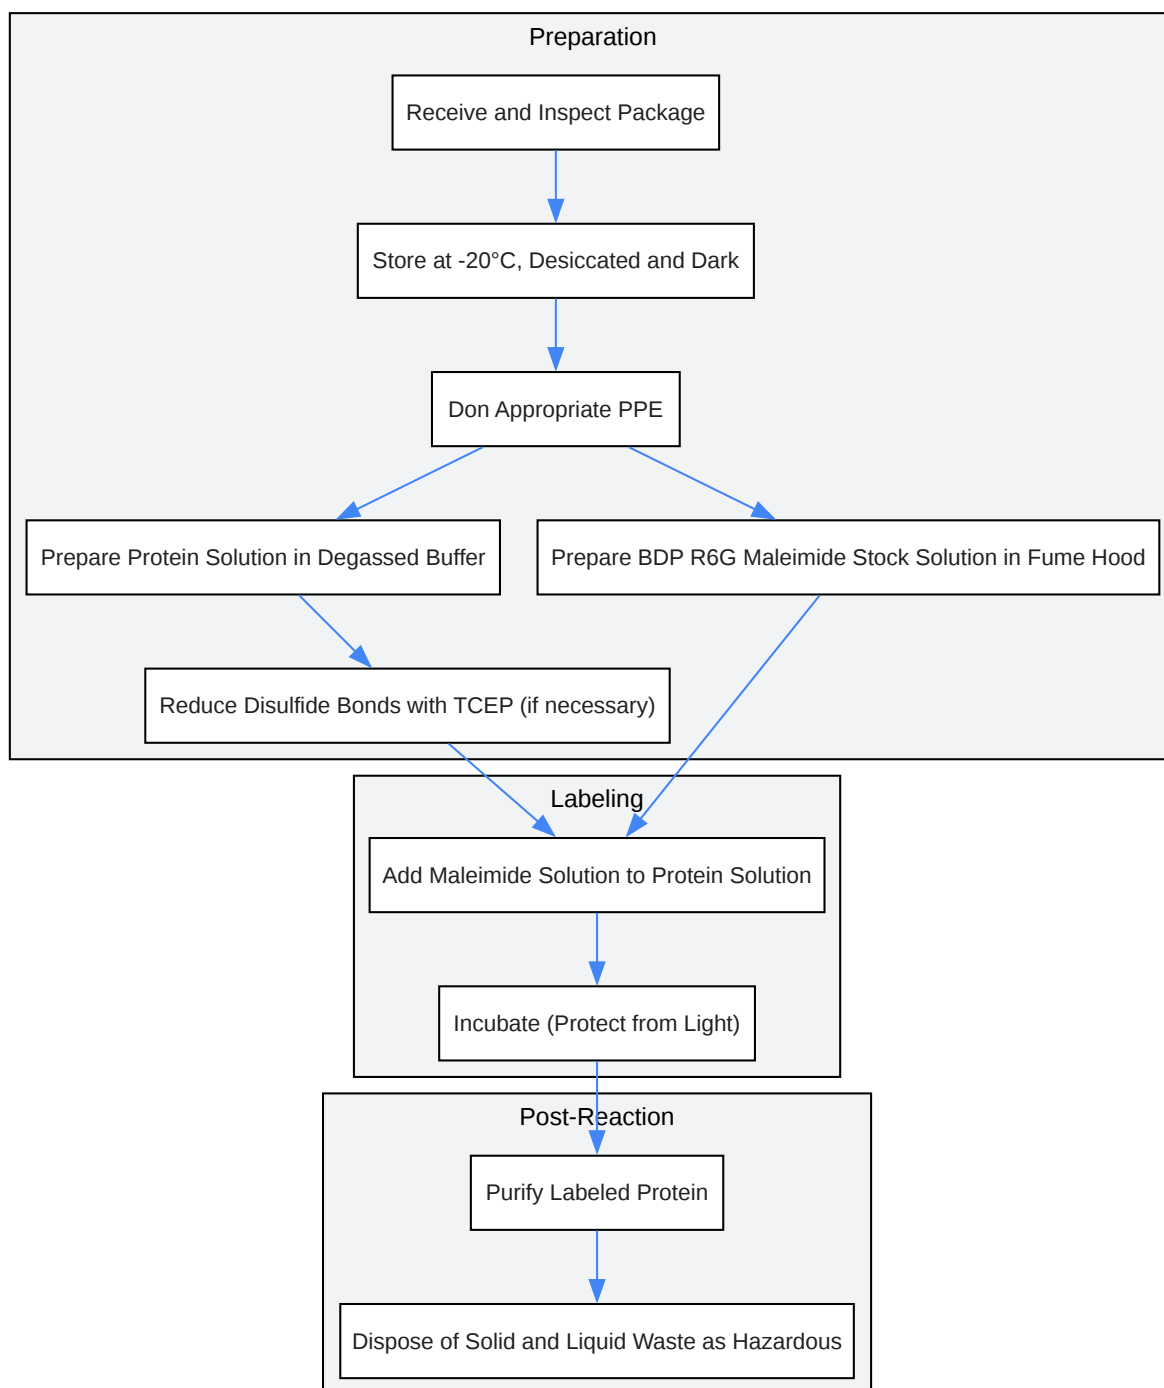 Preparation
Receive and Inspect Package
Store at -20°C, Desiccated and Dark
Don Appropriate PPE
Prepare Protein Solution in Degassed Buffer
Prepare BDP R6G Maleimide Stock Solution in Fume Hood
Reduce Disulfide Bonds with TCEP (if necessary)
Labeling
Add Maleimide Solution to Protein Solution
Incubate (Protect from Light)
Post-Reaction
Purify Labeled Protein
Dispose of Solid and Liquid Waste as Hazardous